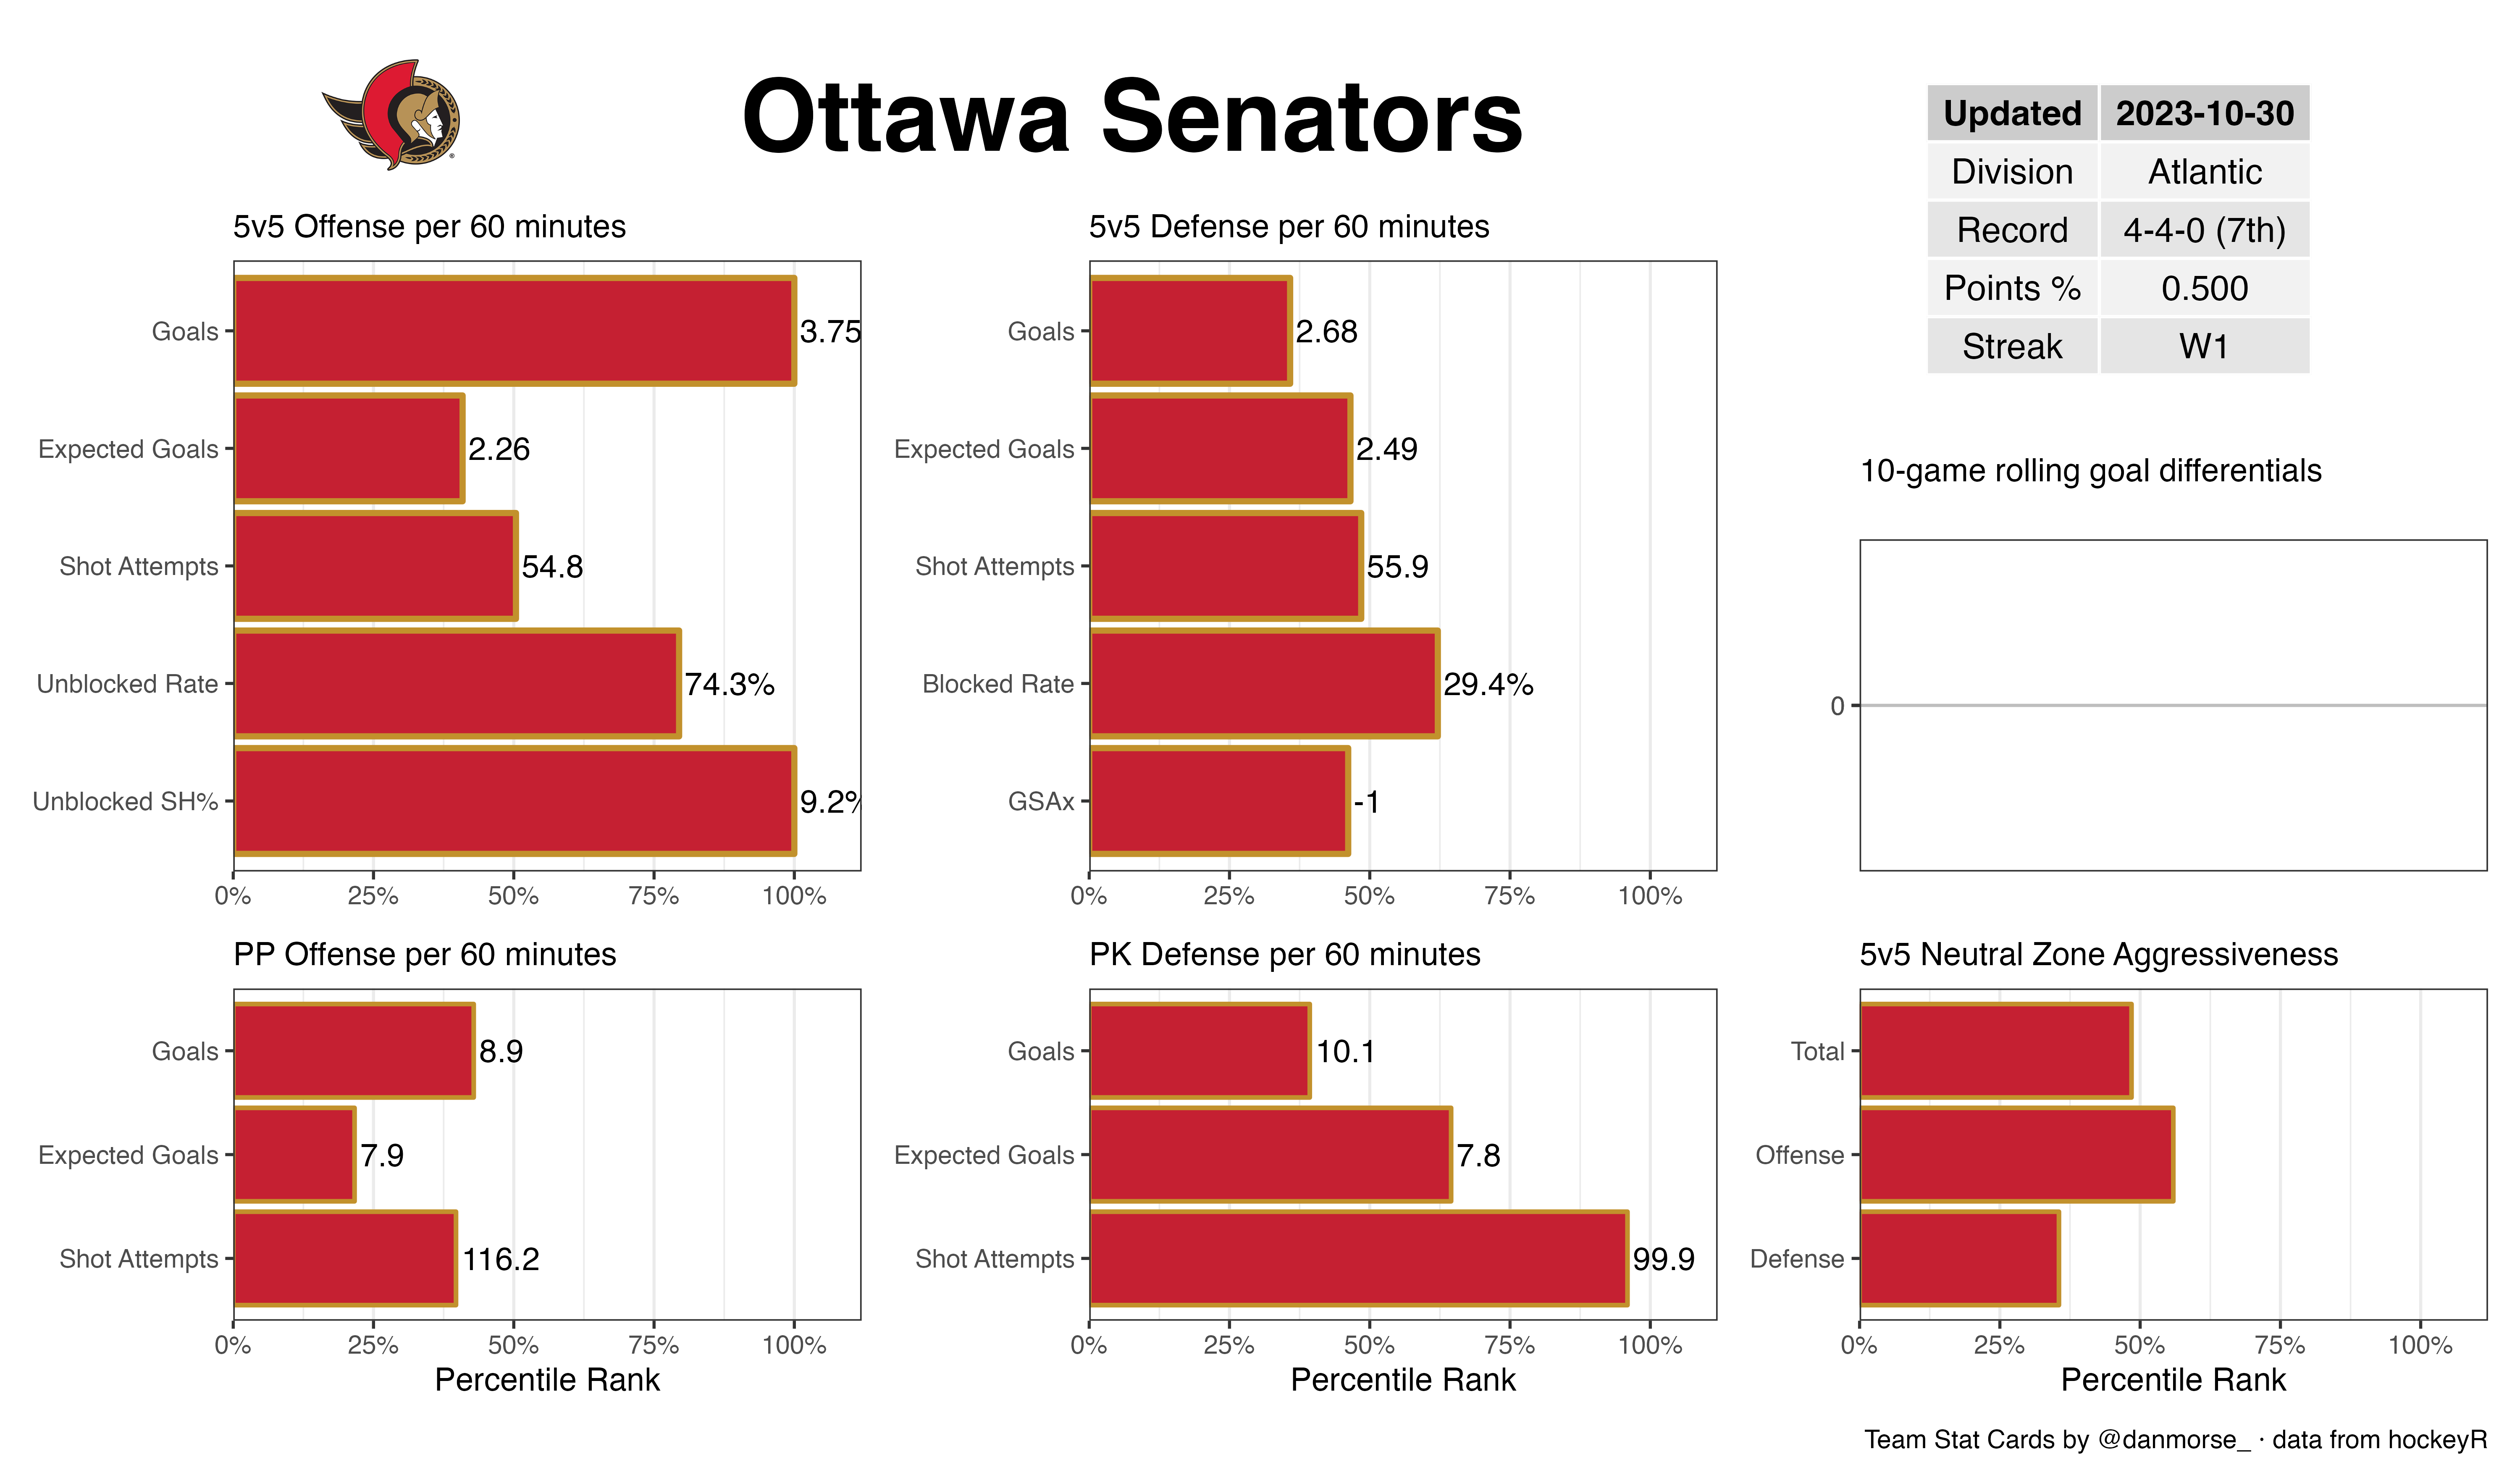 Ottawa Senators
Updated 2023-10-30
Division Atlantic
Record 4-4-0 (7th)
Points % 0.500
Streak W1
5v5 Offense per 60 minutes
Goals 3.75
Expected Goals 2.26
Shot Attempts 54.8
Unblocked Rate 74.3%
Unblocked SH% 9.2%
0% 25% 50% 75% 100%
5v5 Defense per 60 minutes
Goals 2.68
Expected Goals 2.49
Shot Attempts 55.9
Blocked Rate 29.4%
GSAx -1
0% 25% 50% 75% 100%
10-game rolling goal differentials
0
PP Offense per 60 minutes
Goals 8.9
Expected Goals 7.9
Shot Attempts 116.2
0% 25% 50% 75% 100%
Percentile Rank
PK Defense per 60 minutes
Goals 10.1
Expected Goals 7.8
Shot Attempts 99.9
0% 25% 50% 75% 100%
Percentile Rank
5v5 Neutral Zone Aggressiveness
Total
Offense
Defense
0% 25% 50% 75% 100%
Percentile Rank
Team Stat Cards by @danmorse_ · data from hockeyR